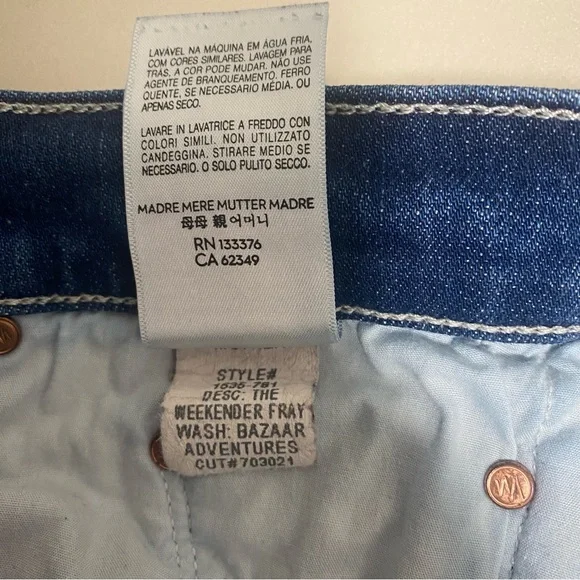 LAVÁVEL NA MÁQUINA EM ÁGUA FRIA,
COM CORES SIMILARES. LAVAGEM PARA
TRÁS, A COR PODE MUDAR. NÃO USE
AGENTE DE BRANQUEAMENTO. FERRO
QUENTE, SE NECESSARIO MÉDIA. OU
APENAS SECO.
LAVARE IN LAVATRICE A FREDDO CON
COLORI SIMILI. NON UTILIZZATO
CANDEGGINA. STIRARE MEDIO SE
NECESSARIO. O SOLO PULITO SECCO.
MADRE MERE MUTTER MADRE
母母 親 어머니
RN 133376
CA 62349
STYLE#
1535-781
DESC: THE
WEEKENDER FRAY
WASH: BAZAAR
ADVENTURES
CUT#703021